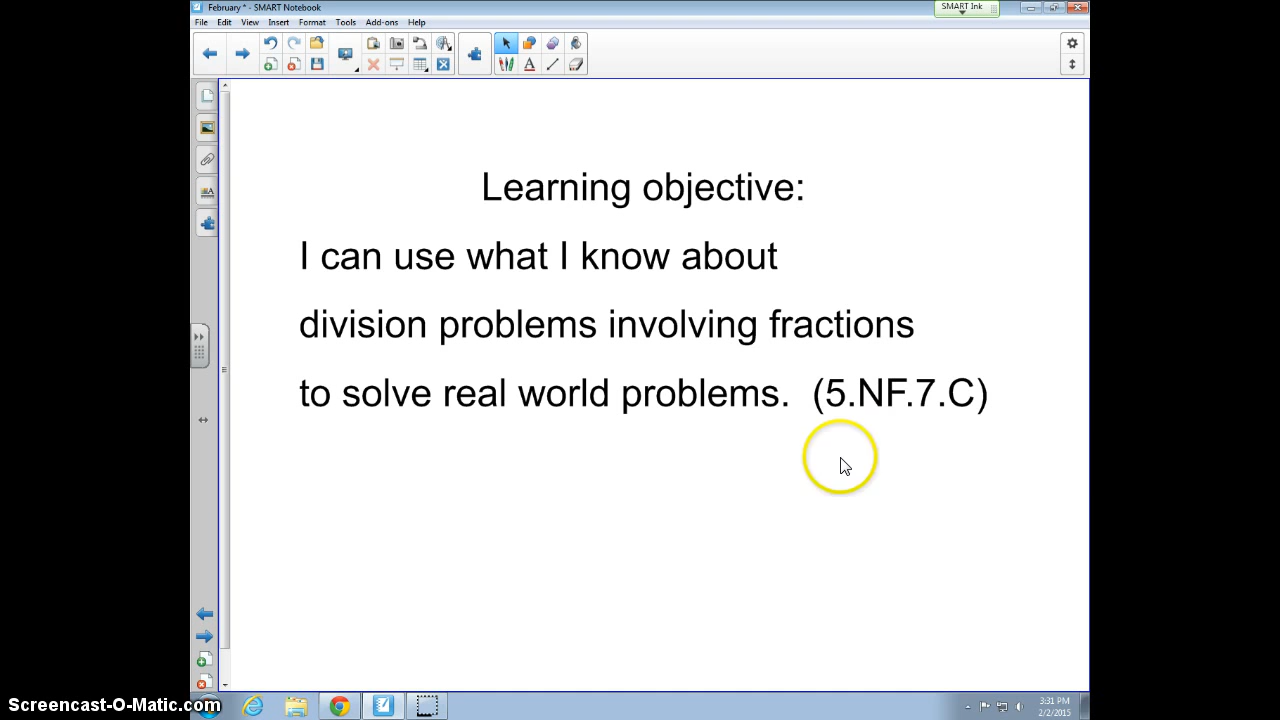 February * - SMART Notebook
SMART Ink
File Edit View Insert Format Tools Add-ons Help
Learning objective:
I can use what I know about
division problems involving fractions
to solve real world problems. (5.NF.7.C)
3:31 PM
2/2/2015
Screencast-O-Matic.com